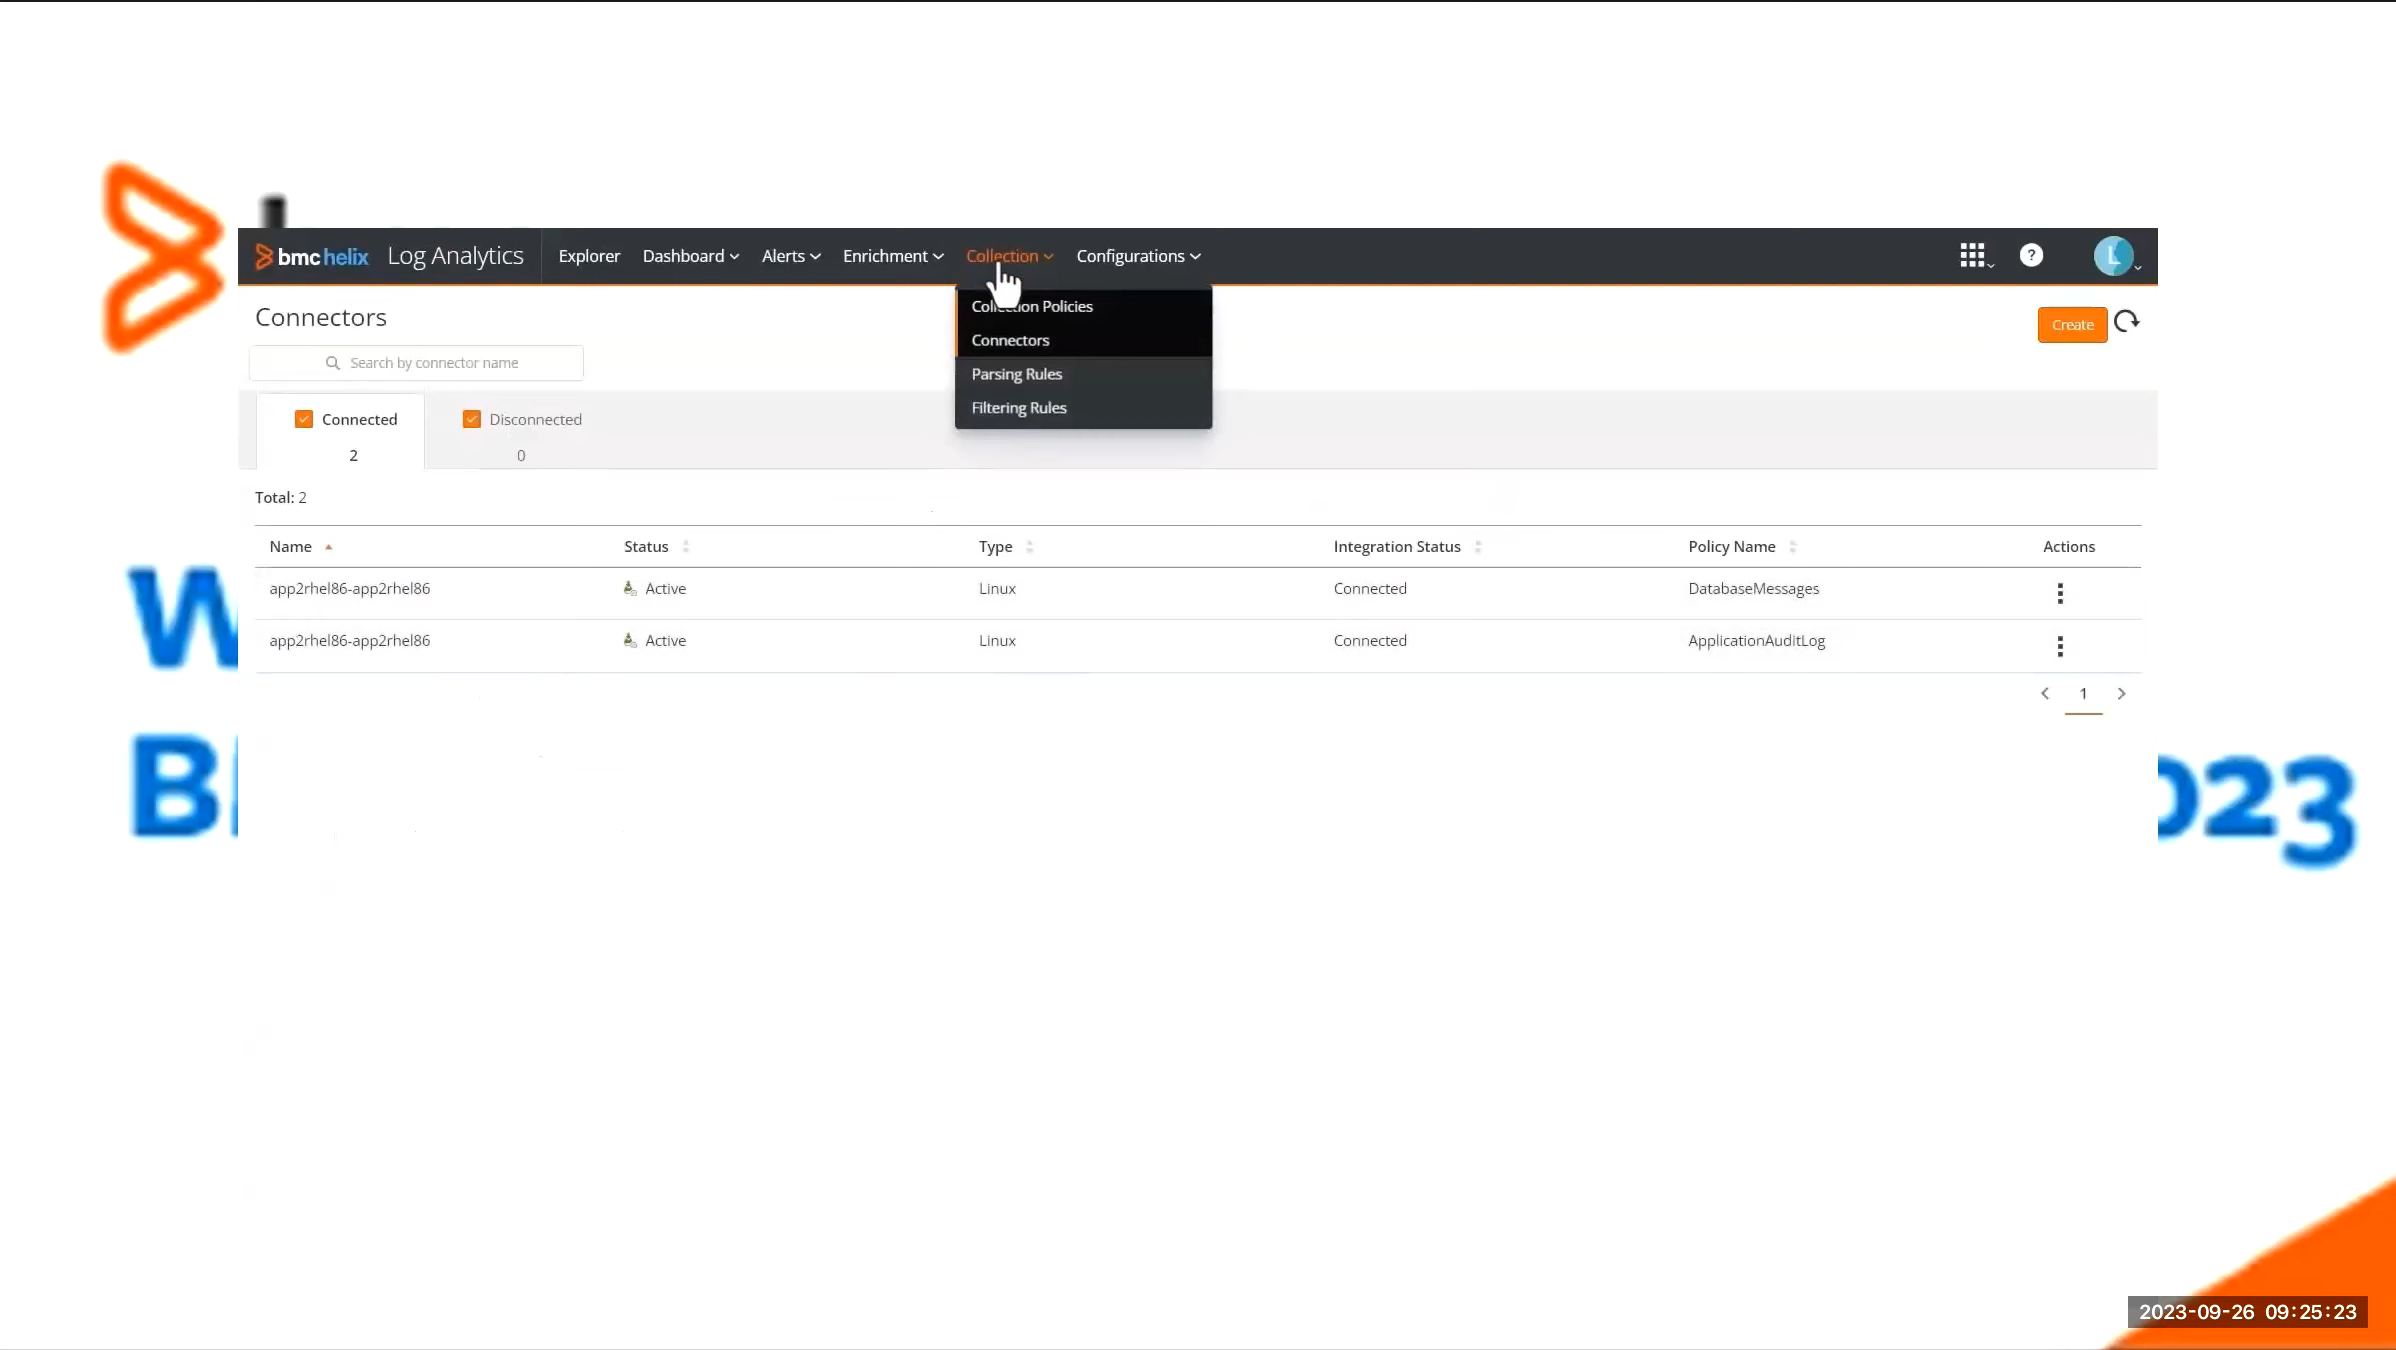 bmc helix Log Analytics Explorer Dashboard Alerts Enrichment Collection Configurations ? L
Collection Policies
Connectors
Parsing Rules
Filtering Rules
Connectors
Create
Search by connector name
Connected
2
Disconnected
0
Total: 2
Name Status Type Integration Status Policy Name Actions
app2rhel86-app2rhel86 Active Linux Connected DatabaseMessages
app2rhel86-app2rhel86 Active Linux Connected ApplicationAuditLog
1
W
B 023
2023-09-26 09:25:23